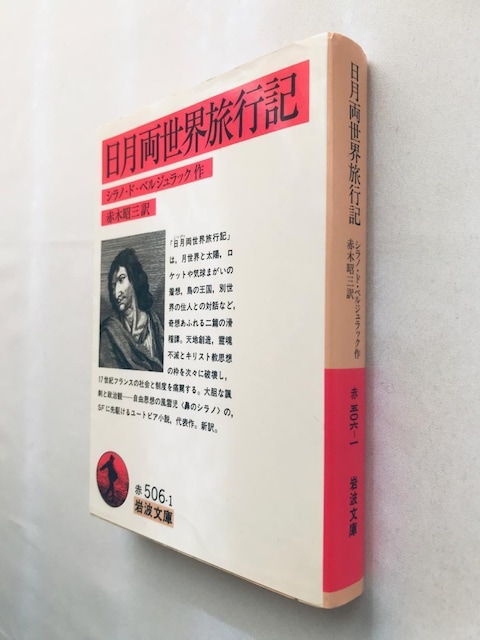 日月両世界旅行記
シラノ・ド・ベルジュラック作
赤木昭三訳
「日月両世界旅行記」
は，月世界と太陽，ロ
ケットや気球まがいの
着想，鳥の王国，別世
界の住人との対話など，
奇想あふれる二篇の滑
稽譚。天地創造，霊魂
不滅とキリスト教思想
の枠を次々に破壊し，
17世紀フランスの社会と制度を痛罵する。大胆な諷
刺と政治観──自由思想の風雲児〈鼻のシラノ〉の，
SFに先駆けるユートピア小説，代表作。新訳。
赤506-1
岩波文庫
日月両世界旅行記
シラノ・ド・ベルジュラック作
赤木昭三訳
赤 五〇六-一
岩波文庫